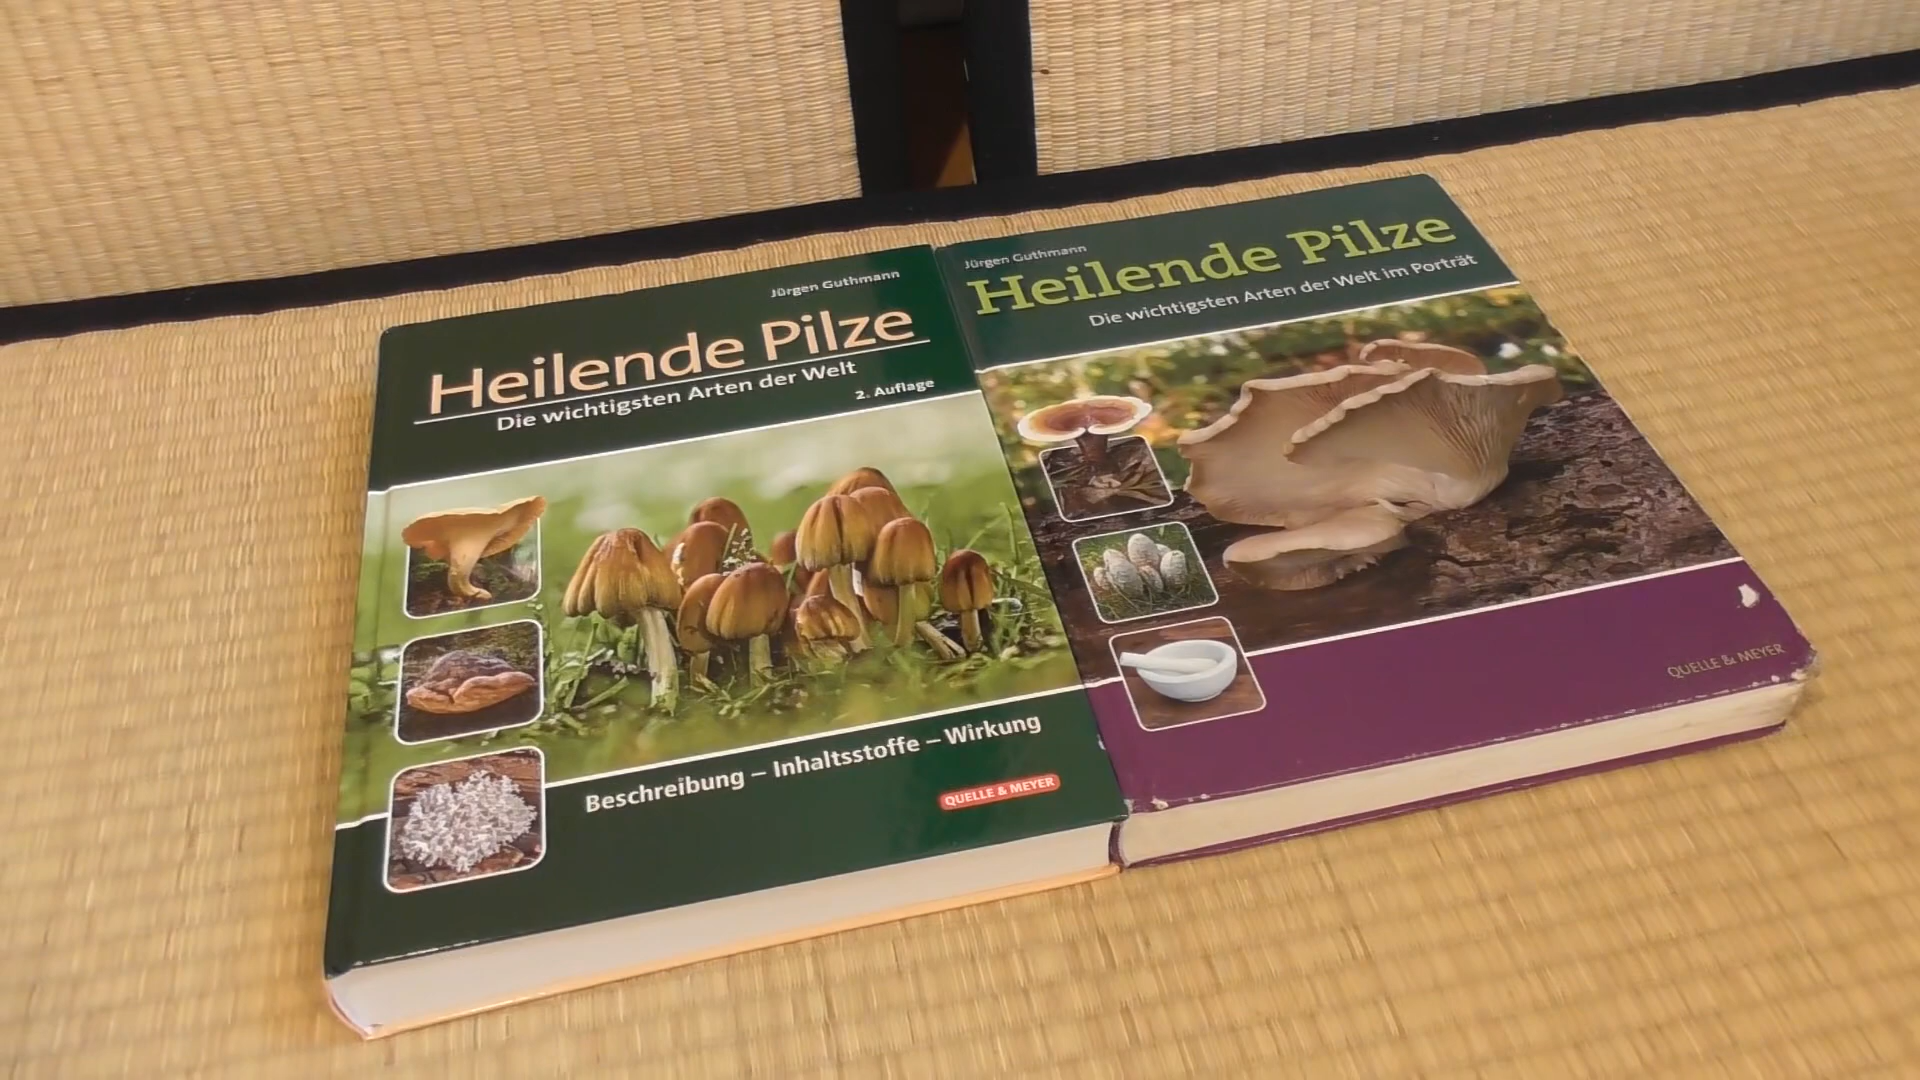 Jürgen Guthmann
Heilende Pilze
Die wichtigsten Arten der Welt
2. Auflage
Beschreibung – Inhaltsstoffe – Wirkung
QUELLE & MEYER
Jürgen Guthmann
Heilende Pilze
Die wichtigsten Arten der Welt im Porträt
QUELLE & MEYER